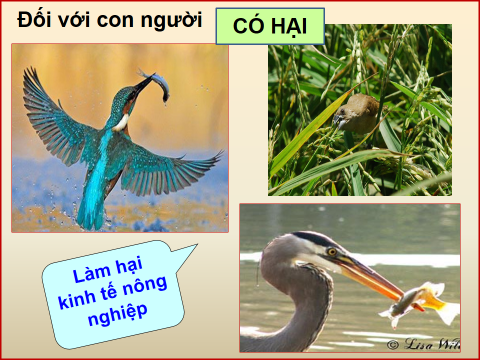 Đối với con người
CÓ HẠI
Làm hại
kinh tế nông
nghiệp
© Lisa